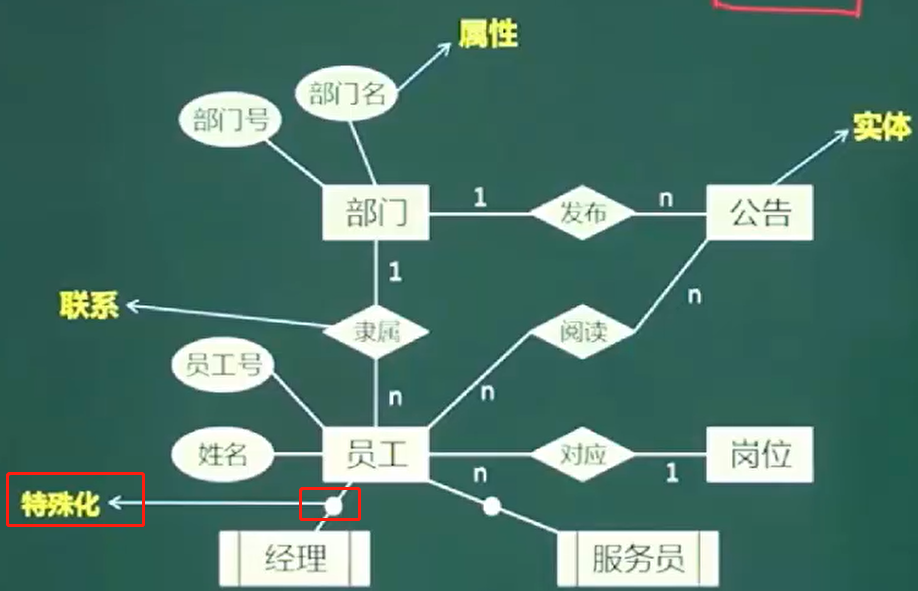 属性
部门名
部门号
实体
部门
1
发布
n
公告
1
联系
隶属
阅读
n
员工号
n
n
姓名
员工
对应
岗位
n
1
特殊化
经理
服务员